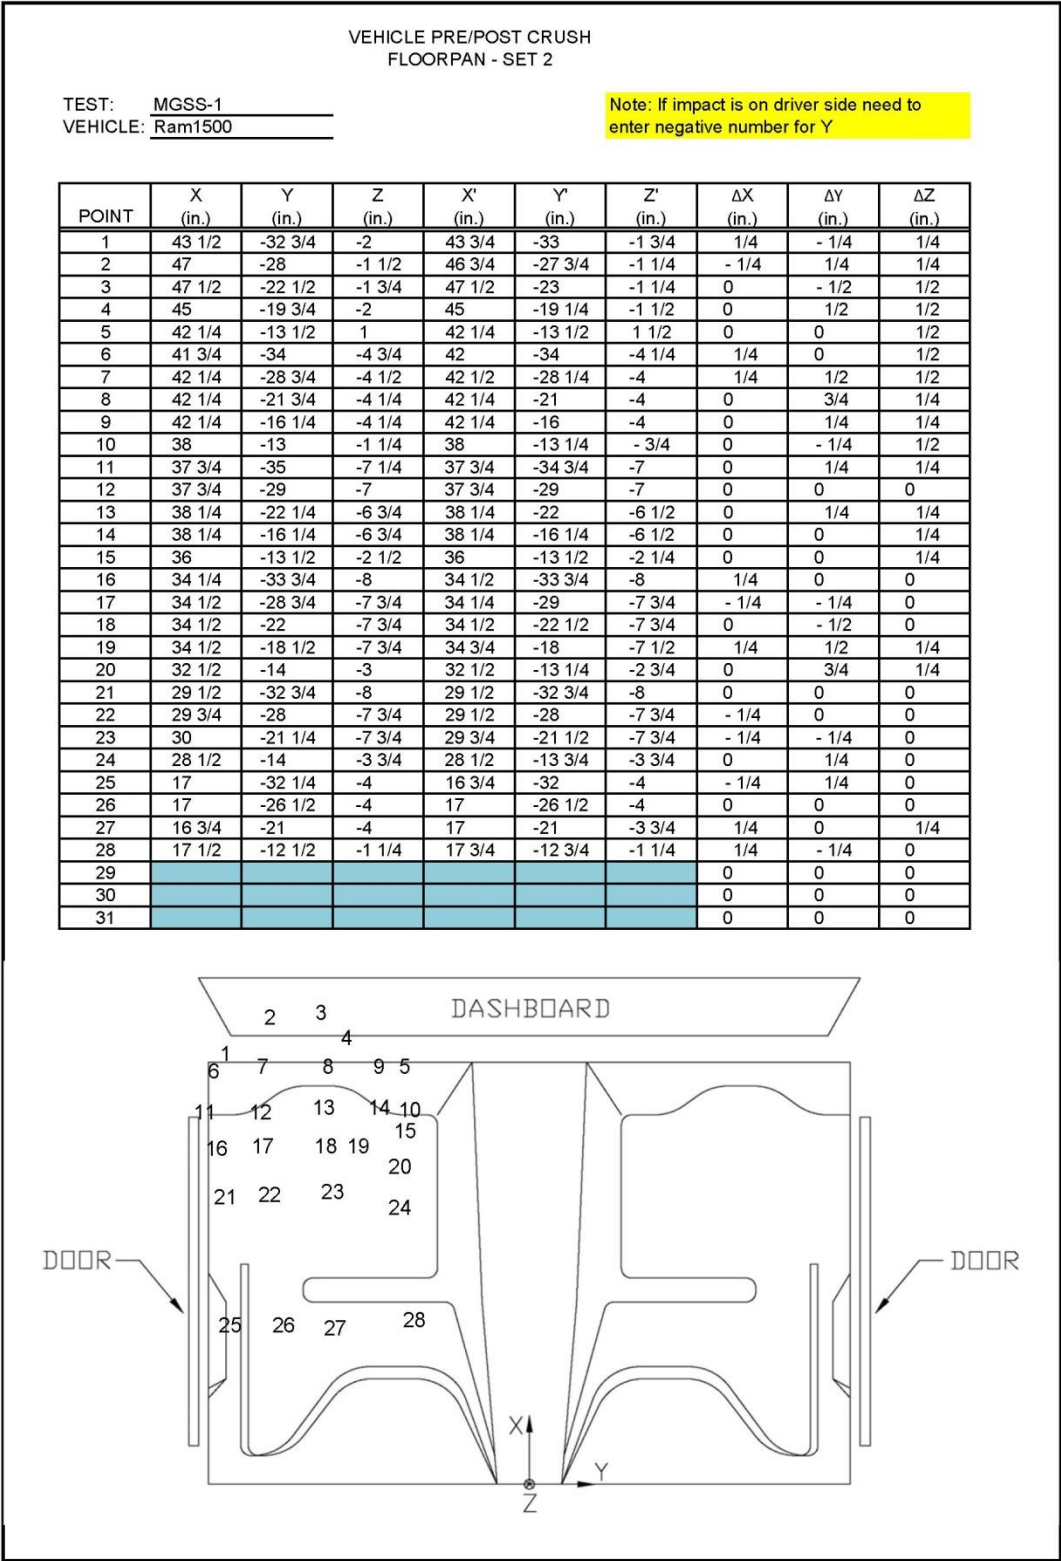 VEHICLE PRE/POST CRUSH
FLOORPAN - SET 2
TEST: MGSS-1
VEHICLE: Ram1500
Note: If impact is on driver side need to
enter negative number for Y
POINT X (in.) Y (in.) Z (in.) X' (in.) Y' (in.) Z' (in.) ΔX (in.) ΔY (in.) ΔZ (in.)
1 43 1/2 -32 3/4 -2 43 3/4 -33 -1 3/4 1/4 - 1/4 1/4
2 47 -28 -1 1/2 46 3/4 -27 3/4 -1 1/4 - 1/4 1/4 1/4
3 47 1/2 -22 1/2 -1 3/4 47 1/2 -23 -1 1/4 0 - 1/2 1/2
4 45 -19 3/4 -2 45 -19 1/4 -1 1/2 0 1/2 1/2
5 42 1/4 -13 1/2 1 42 1/4 -13 1/2 1 1/2 0 0 1/2
6 41 3/4 -34 -4 3/4 42 -34 -4 1/4 1/4 0 1/2
7 42 1/4 -28 3/4 -4 1/2 42 1/2 -28 1/4 -4 1/4 1/2 1/2
8 42 1/4 -21 3/4 -4 1/4 42 1/4 -21 -4 0 3/4 1/4
9 42 1/4 -16 1/4 -4 1/4 42 1/4 -16 -4 0 1/4 1/4
10 38 -13 -1 1/4 38 -13 1/4 - 3/4 0 - 1/4 1/2
11 37 3/4 -35 -7 1/4 37 3/4 -34 3/4 -7 0 1/4 1/4
12 37 3/4 -29 -7 37 3/4 -29 -7 0 0 0
13 38 1/4 -22 1/4 -6 3/4 38 1/4 -22 -6 1/2 0 1/4 1/4
14 38 1/4 -16 1/4 -6 3/4 38 1/4 -16 1/4 -6 1/2 0 0 1/4
15 36 -13 1/2 -2 1/2 36 -13 1/2 -2 1/4 0 0 1/4
16 34 1/4 -33 3/4 -8 34 1/2 -33 3/4 -8 1/4 0 0
17 34 1/2 -28 3/4 -7 3/4 34 1/4 -29 -7 3/4 - 1/4 - 1/4 0
18 34 1/2 -22 -7 3/4 34 1/2 -22 1/2 -7 3/4 0 - 1/2 0
19 34 1/2 -18 1/2 -7 3/4 34 3/4 -18 -7 1/2 1/4 1/2 1/4
20 32 1/2 -14 -3 32 1/2 -13 1/4 -2 3/4 0 3/4 1/4
21 29 1/2 -32 3/4 -8 29 1/2 -32 3/4 -8 0 0 0
22 29 3/4 -28 -7 3/4 29 1/2 -28 -7 3/4 - 1/4 0 0
23 30 -21 1/4 -7 3/4 29 3/4 -21 1/2 -7 3/4 - 1/4 - 1/4 0
24 28 1/2 -14 -3 3/4 28 1/2 -13 3/4 -3 3/4 0 1/4 0
25 17 -32 1/4 -4 16 3/4 -32 -4 - 1/4 1/4 0
26 17 -26 1/2 -4 17 -26 1/2 -4 0 0 0
27 16 3/4 -21 -4 17 -21 -3 3/4 1/4 0 1/4
28 17 1/2 -12 1/2 -1 1/4 17 3/4 -12 3/4 -1 1/4 1/4 - 1/4 0
29 0 0 0
30 0 0 0
31 0 0 0
DASHBOARD
2 3
4
1
6 7 8 9 5
11 12 13 14 10
15
16 17 18 19
20
21 22 23
24
DOOR DOOR
25 26 27 28
X
Y
Z